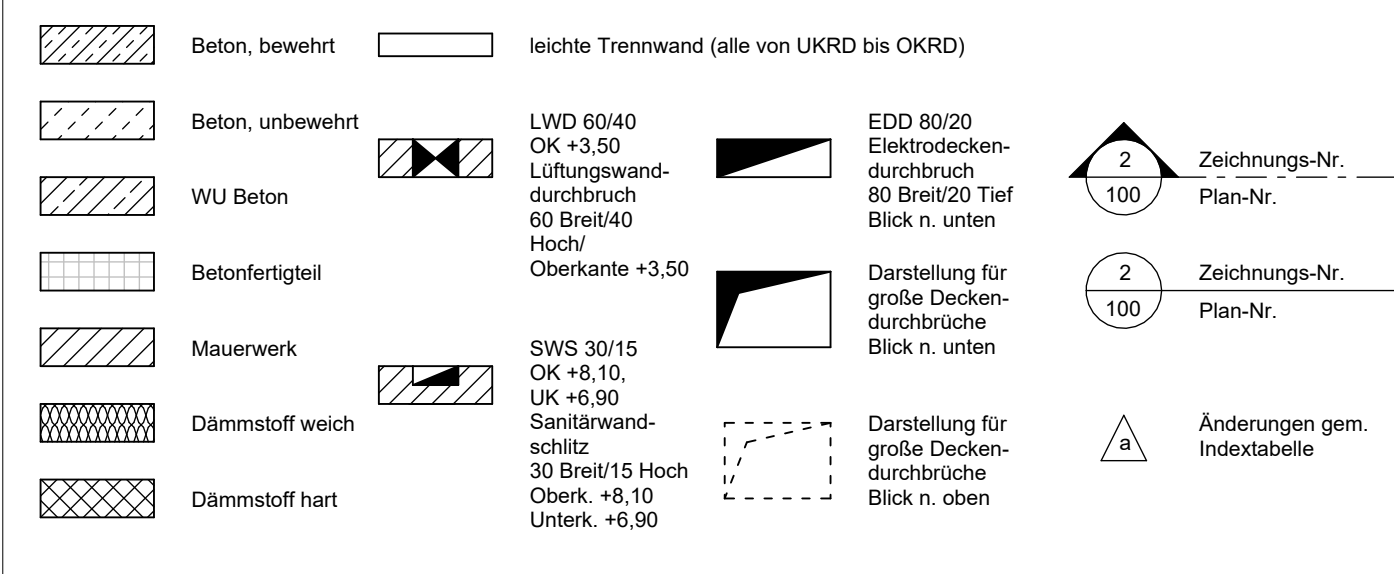 Beton, bewehrt
Beton, unbewehrt
WU Beton
Betonfertigteil
Mauerwerk
Dämmstoff weich
Dämmstoff hart
leichte Trennwand (alle von UKRD bis OKRD)
LWD 60/40
OK +3,50
Lüftungswand-
durchbruch
60 Breit/40
Hoch/
Oberkante +3,50
SWS 30/15
OK +8,10,
UK +6,90
Sanitärwand-
schlitz
30 Breit/15 Hoch
Oberk. +8,10
Unterk. +6,90
EDD 80/20
Elektrodecken-
durchbruch
80 Breit/20 Tief
Blick n. unten
Darstellung für
große Decken-
durchbrüche
Blick n. unten
Darstellung für
große Decken-
durchbrüche
Blick n. oben
2
100
Zeichnungs-Nr.
Plan-Nr.
2
100
Zeichnungs-Nr.
Plan-Nr.
a
Änderungen gem.
Indextabelle